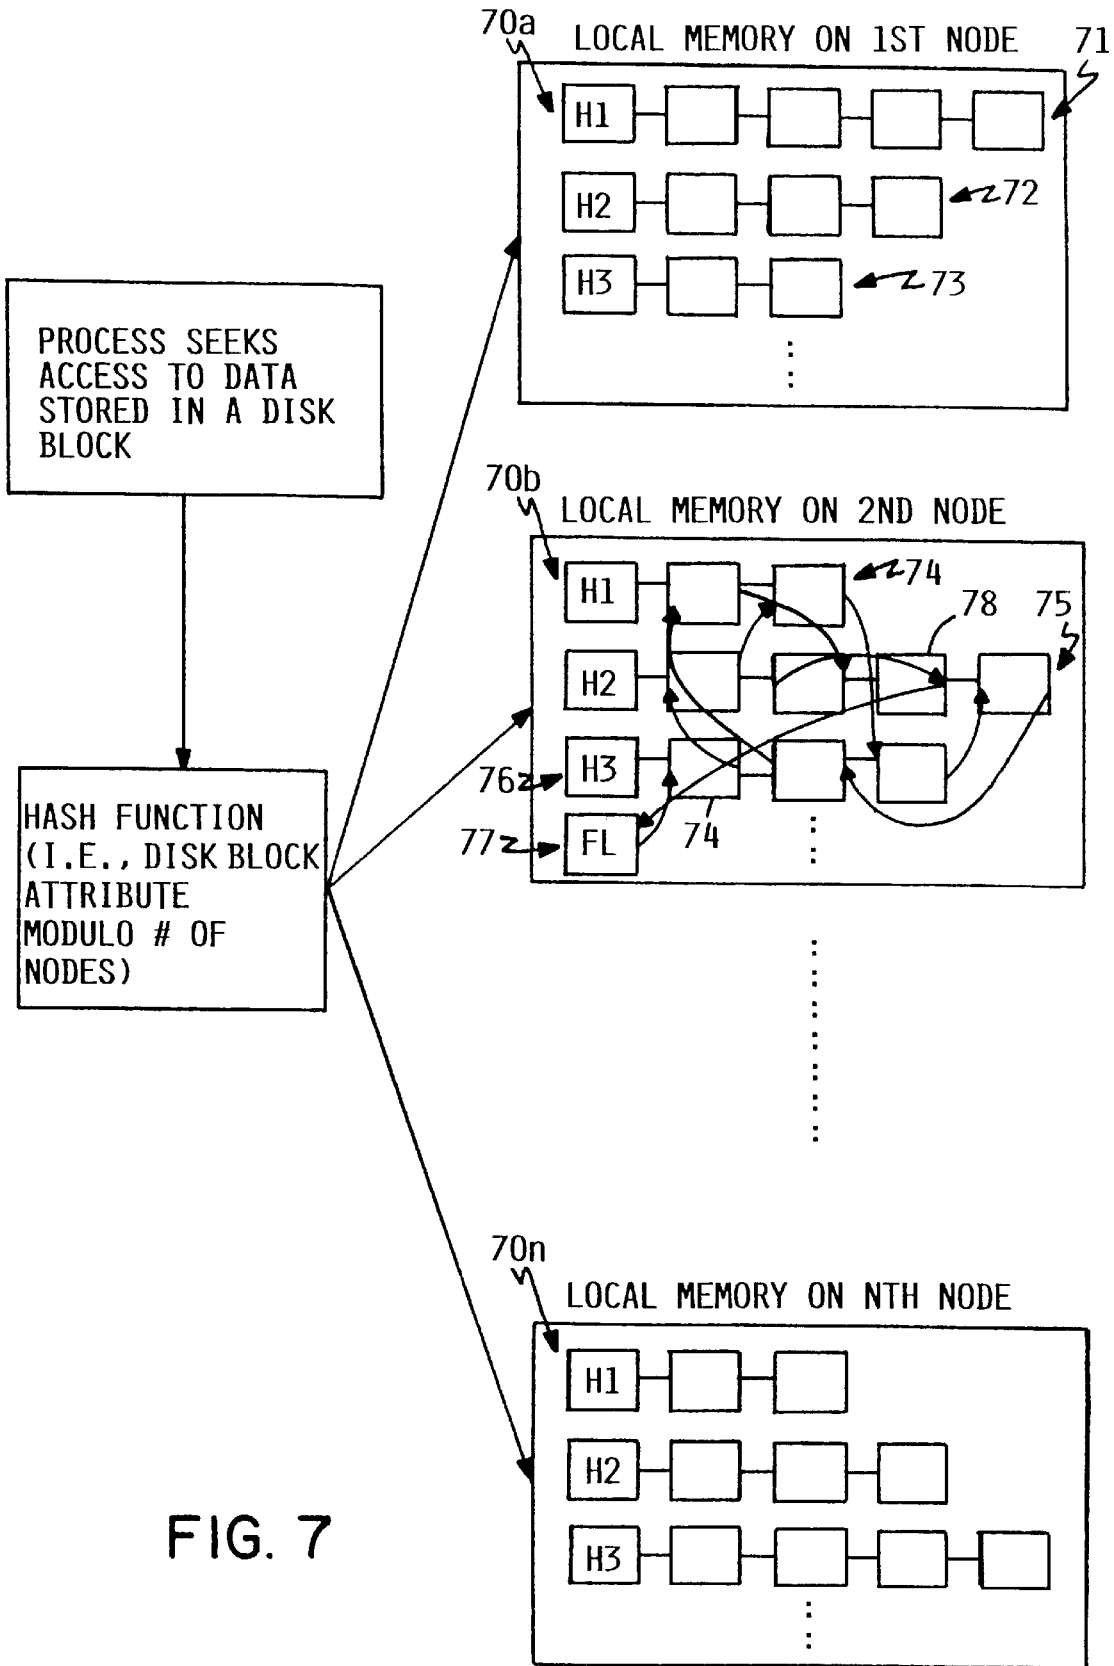 70a
LOCAL MEMORY ON 1ST NODE
71
H1
H2
72
H3
73
PROCESS SEEKS
ACCESS TO DATA
STORED IN A DISK
BLOCK
70b
LOCAL MEMORY ON 2ND NODE
H1
74
78
75
H2
76
H3
74
77
FL
HASH FUNCTION
(I.E., DISK BLOCK
ATTRIBUTE
MODULO # OF
NODES)
70n
LOCAL MEMORY ON NTH NODE
H1
H2
H3
FIG. 7